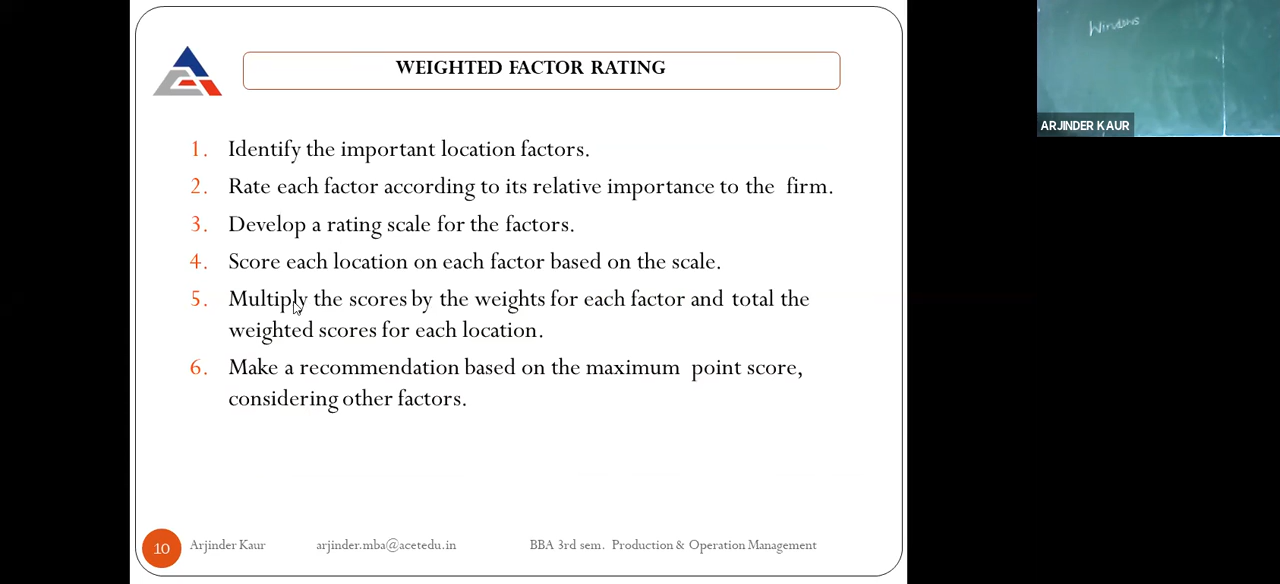 WEIGHTED FACTOR RATING
1. Identify the important location factors.
2. Rate each factor according to its relative importance to the firm.
3. Develop a rating scale for the factors.
4. Score each location on each factor based on the scale.
5. Multiply the scores by the weights for each factor and total the
weighted scores for each location.
6. Make a recommendation based on the maximum point score,
considering other factors.
10 Arjinder Kaur arjinder.mba@acetedu.in BBA 3rd sem. Production & Operation Management
Windows
ARJINDER KAUR